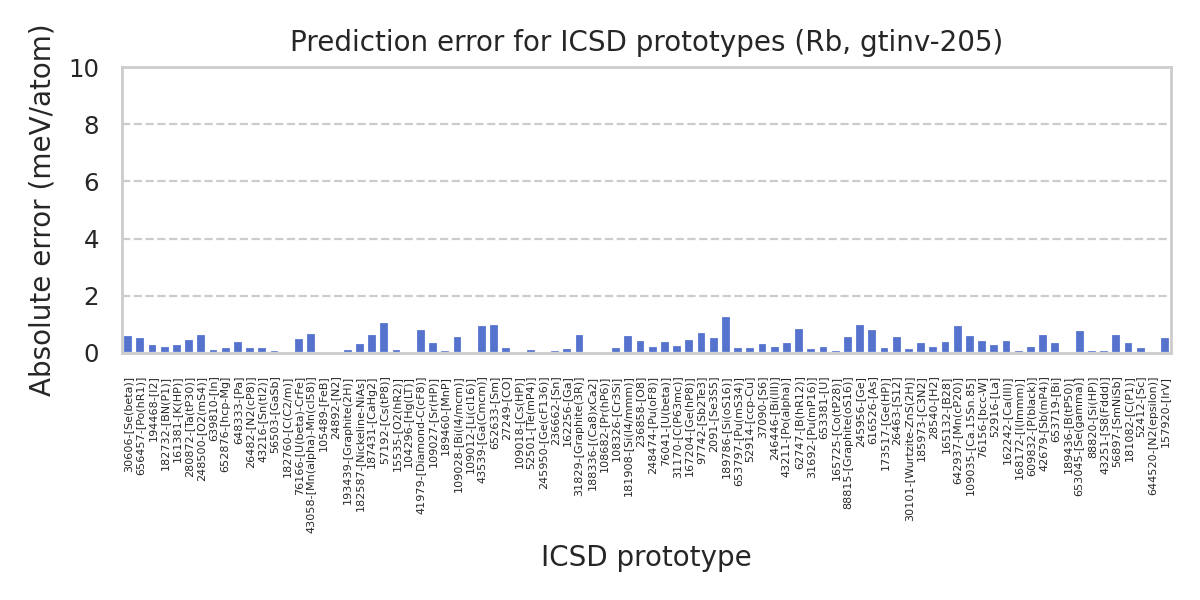 Prediction error for ICSD prototypes (Rb, gtinv-205)
Absolute error (meV/atom)
10
8
6
4
2
0
306006-[Se(beta)]
656457-[Po(hR1)]
194468-[I2]
182732-[BN(P1)]
161381-[K(HP)]
280872-[Ta(tP30)]
248500-[O2(mS4)]
639810-[In]
652876-[hcp-Mg]
648333-[Pa]
26482-[N2(cP8)]
43216-[Sn(tI2)]
56503-[GaSb]
182760-[C(C2/m)]
76166-[U(beta)-CrFe]
43058-[Mn(alpha)-Mn(cI58)]
105489-[FeB]
24892-[N2]
193439-[Graphite(2H)]
182587-[Nickeline-NiAs]
187431-[CaHg2]
57192-[Cs(tP8)]
15535-[O2(hR2)]
104296-[Hg(LT)]
41979-[Diamond-C(cF8)]
109027-[Sr(HP)]
189460-[MnP]
109028-[Bi(I4/mcm)]
109012-[Li(cI16)]
43539-[Ga(Cmcm)]
652633-[Sm]
27249-[CO]
109018-[Cs(HP)]
52501-[Te(mP4)]
245950-[Ge(cF136)]
236662-[Sn]
162256-[Ga]
31829-[Graphite(3R)]
188336-[(Ca8)xCa2]
108682-[Pr(hP6)]
108326-[Cr3Si]
181908-[Si(I4/mmm)]
236858-[O8]
248474-[Pu(oF8)]
76041-[U(beta)]
31170-[C(P63mc)]
167204-[Ge(hP8)]
97742-[Sb2Te3]
2091-[Se3S5]
189786-[Si(oS16)]
653797-[Pu(mS34)]
52914-[ccp-Cu]
37090-[S6]
246446-[Bi(III)]
43211-[Po(alpha)]
62747-[B(hR12)]
31692-[Pu(mP16)]
653381-[U]
165725-[Co(tP28)]
88815-[Graphite(oS16)]
245956-[Ge]
616526-[As]
173517-[Ge(HP)]
26463-[S12]
30101-[Wurtzite-ZnS(2H)]
185973-[C3N2]
28540-[H2]
165132-[B28]
642937-[Mn(cP20)]
109035-[Ca.15Sn.85]
76156-[bcc-W]
52916-[La]
162242-[Ca(III)]
168172-[I(Immm)]
609832-[P(black)]
42679-[Sb(mP4)]
189436-[B(tP50)]
653719-[Bi]
653045-[Se(gamma)]
88820-[Si(HP)]
43251-[S8(Fddd)]
56897-[SmNiSb]
181082-[C(P1)]
52412-[Sc]
644520-[N2(epsilon)]
157920-[IrV]
ICSD prototype